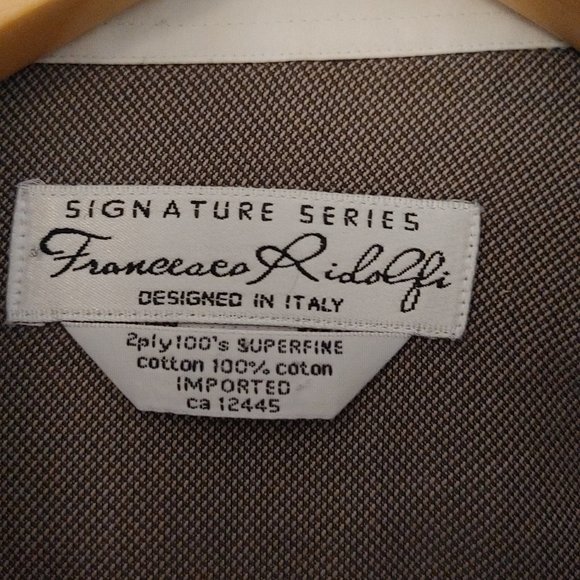 SIGNATURE SERIES
Francesco Ridolfi
DESIGNED IN ITALY
2ply100's SUPERFINE
cotton 100% coton
IMPORTED
ca 12445